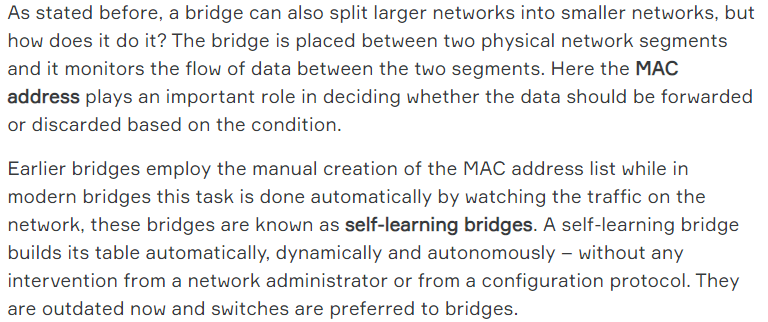 As stated before, a bridge can also split larger networks into smaller networks, but
how does it do it? The bridge is placed between two physical network segments
and it monitors the flow of data between the two segments. Here the MAC
address plays an important role in deciding whether the data should be forwarded
or discarded based on the condition.
Earlier bridges employ the manual creation of the MAC address list while in
modern bridges this task is done automatically by watching the traffic on the
network, these bridges are known as self-learning bridges. A self-learning bridge
builds its table automatically, dynamically and autonomously – without any
intervention from a network administrator or from a configuration protocol. They
are outdated now and switches are preferred to bridges.